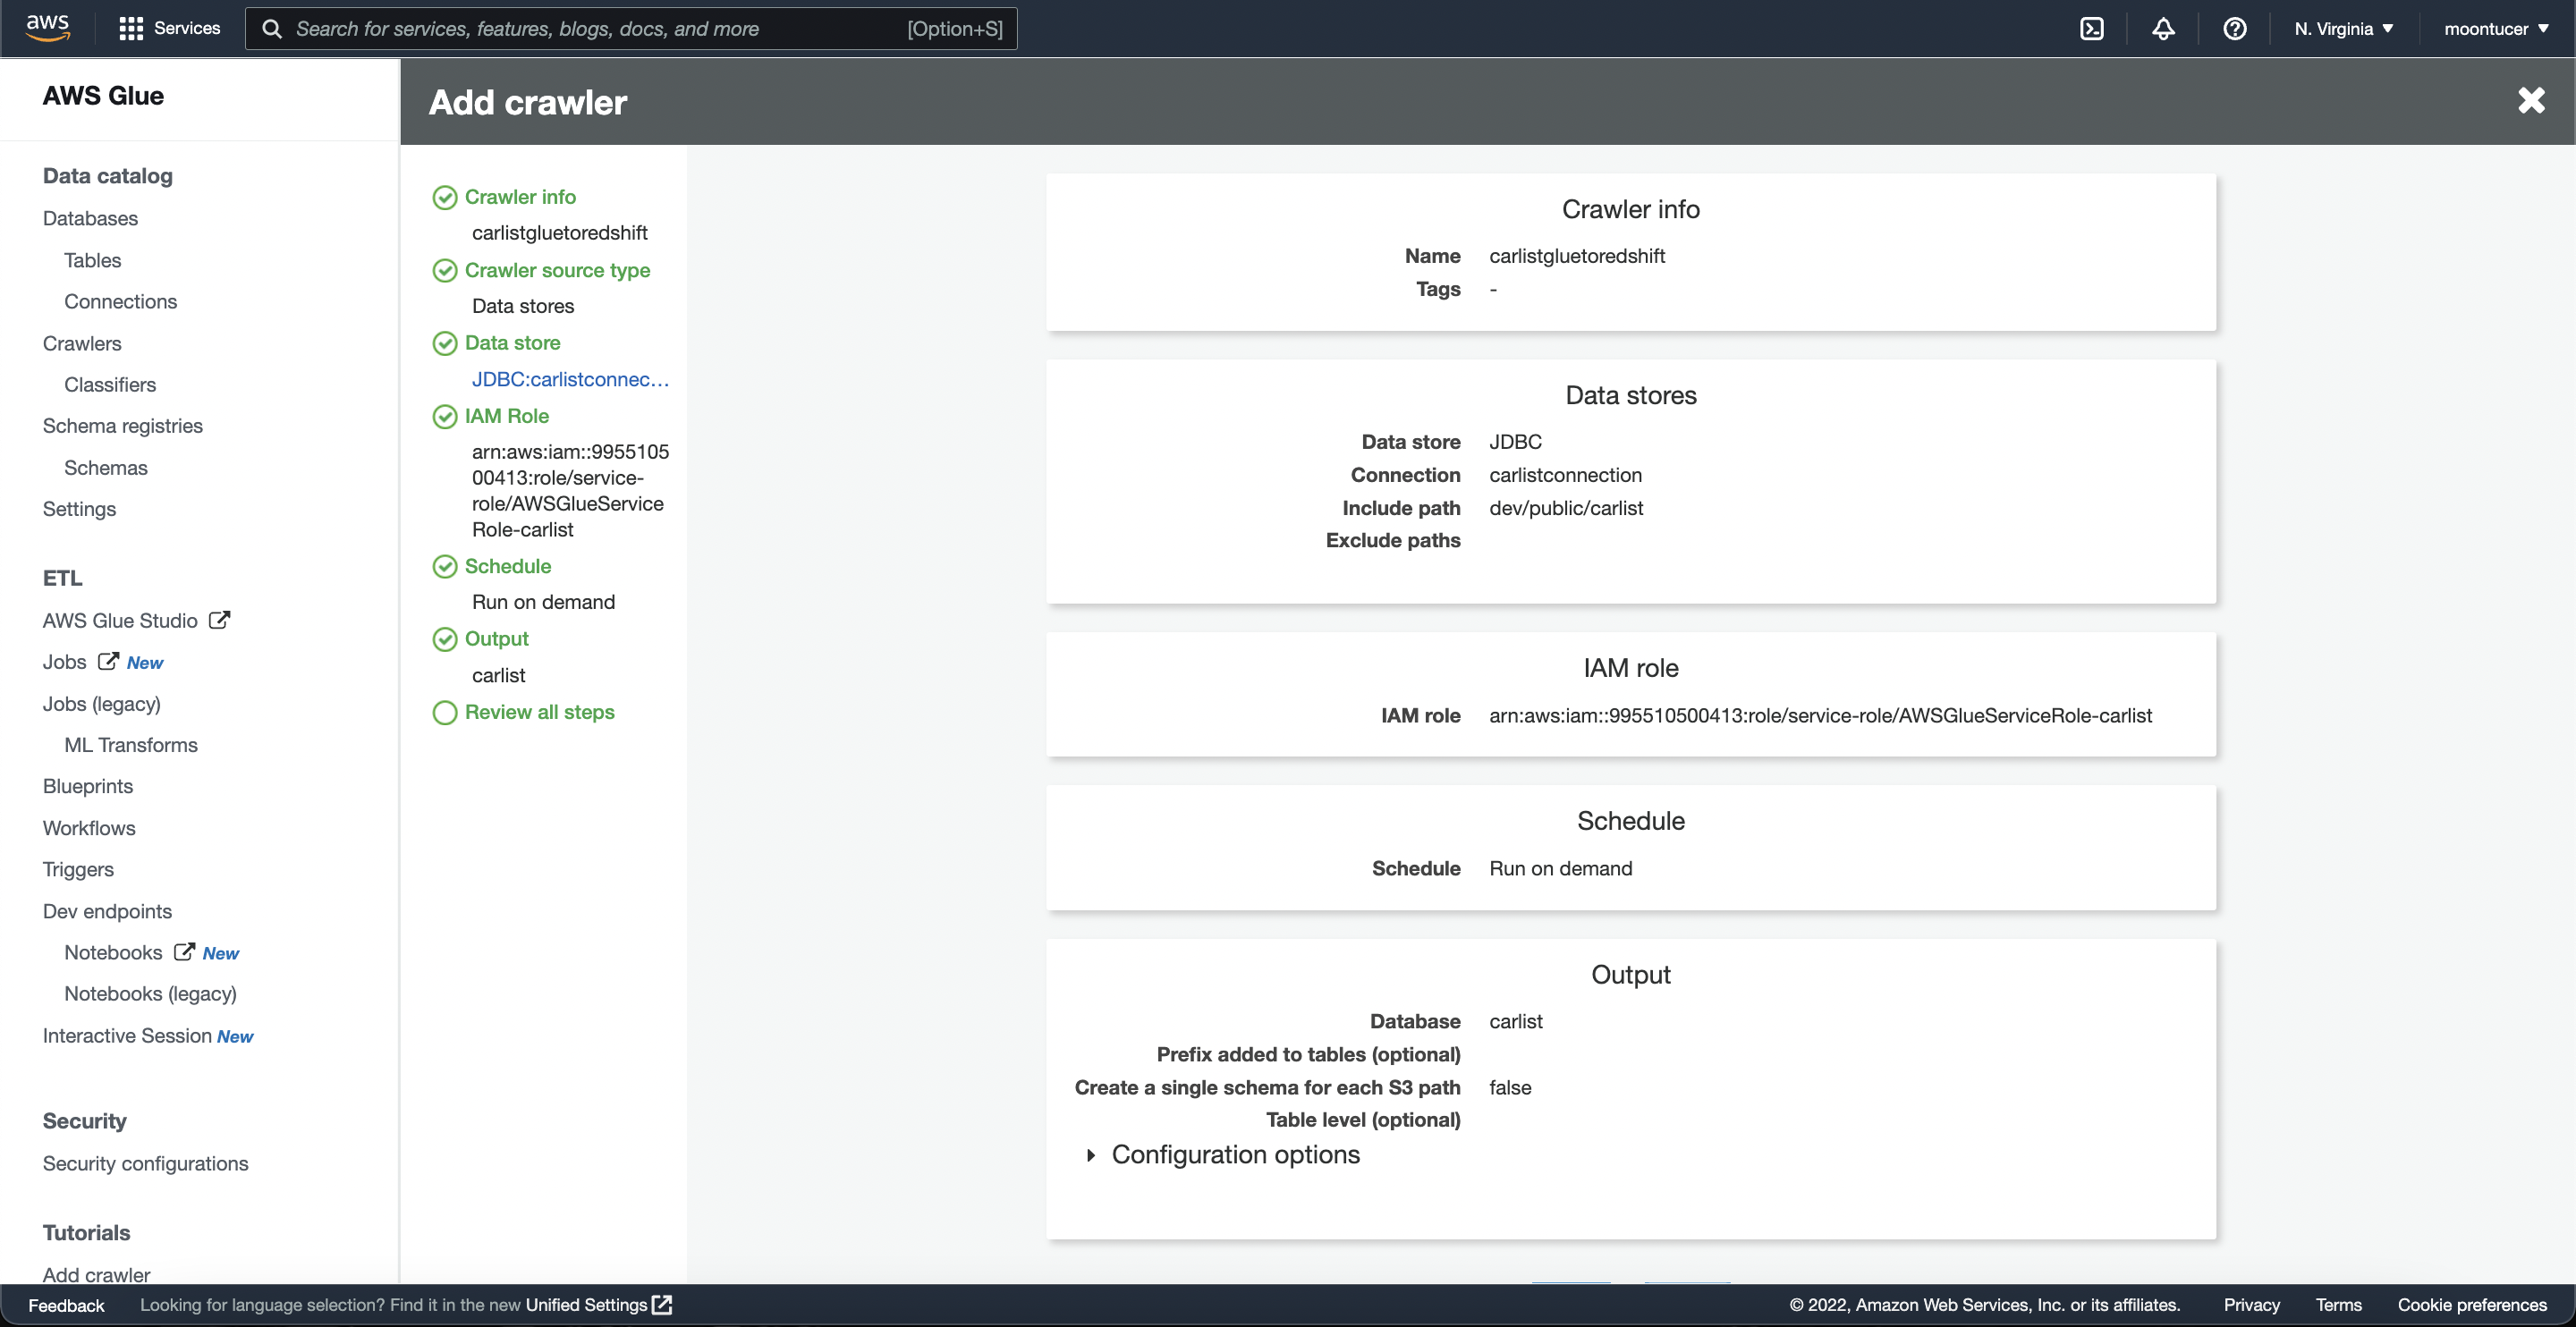 aws
Services
Search for services, features, blogs, docs, and more [Option+S]
N. Virginia
moontucer
AWS Glue
Data catalog
Databases
Tables
Connections
Crawlers
Classifiers
Schema registries
Schemas
Settings
ETL
AWS Glue Studio
Jobs New
Jobs (legacy)
ML Transforms
Blueprints
Workflows
Triggers
Dev endpoints
Notebooks New
Notebooks (legacy)
Interactive Session New
Security
Security configurations
Tutorials
Add crawler
Add crawler
Crawler info
carlistgluetoredshift
Crawler source type
Data stores
Data store
JDBC:carlistconnec...
IAM Role
arn:aws:iam::9955105
00413:role/service-
role/AWSGlueService
Role-carlist
Schedule
Run on demand
Output
carlist
Review all steps
Crawler info
Name carlistgluetoredshift
Tags -
Data stores
Data store JDBC
Connection carlistconnection
Include path dev/public/carlist
Exclude paths
IAM role
IAM role arn:aws:iam::995510500413:role/service-role/AWSGlueServiceRole-carlist
Schedule
Schedule Run on demand
Output
Database carlist
Prefix added to tables (optional)
Create a single schema for each S3 path false
Table level (optional)
Configuration options
Feedback Looking for language selection? Find it in the new Unified Settings
© 2022, Amazon Web Services, Inc. or its affiliates. Privacy Terms Cookie preferences